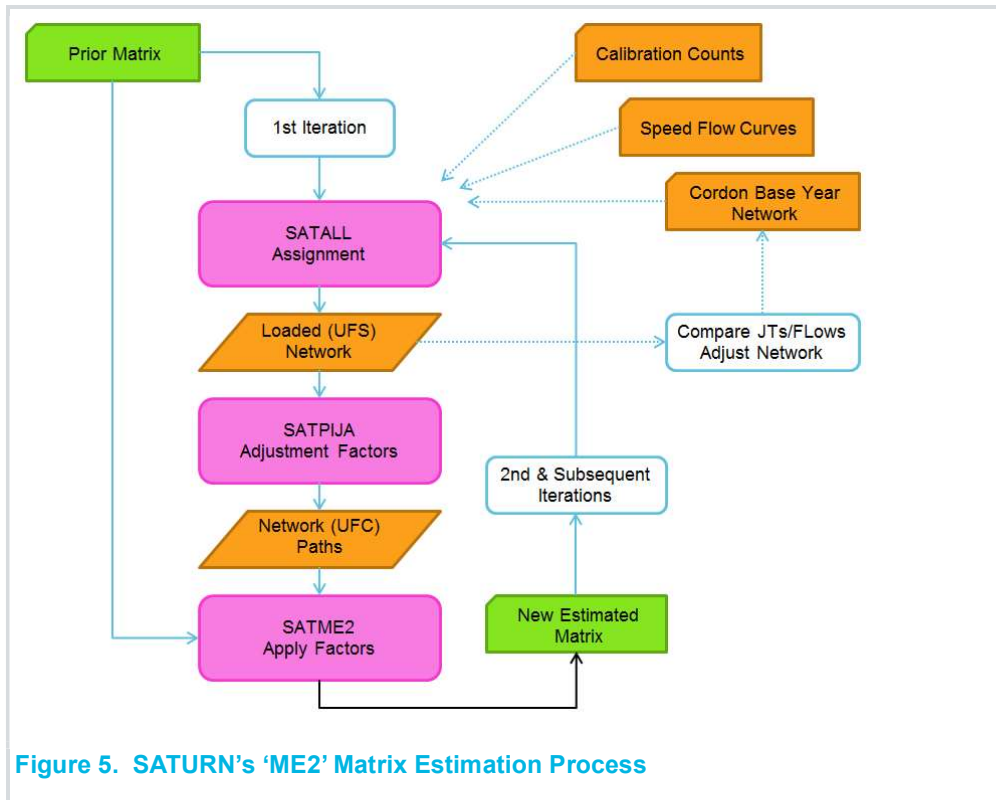 Prior Matrix
Calibration Counts
1st Iteration
Speed Flow Curves
Cordon Base Year
Network
SATALL
Assignment
Loaded (UFS)
Network
Compare JTs/FLows
Adjust Network
SATPIJA
Adjustment Factors
2nd & Subsequent
Iterations
Network (UFC)
Paths
SATME2
Apply Factors
New Estimated
Matrix
Figure 5. SATURN’s ‘ME2’ Matrix Estimation Process